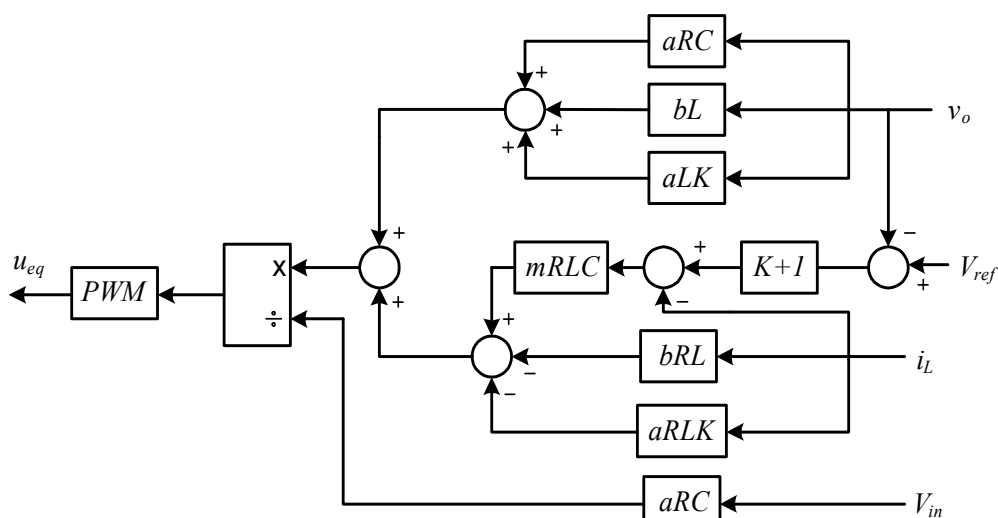 aRC
+
bL
v_o
+
+
aLK
+
−
u_eq
x
mRLC
+
K+1
V_ref
+
PWM
−
÷
+
+
bRL
i_L
−
−
aRLK
aRC
V_in